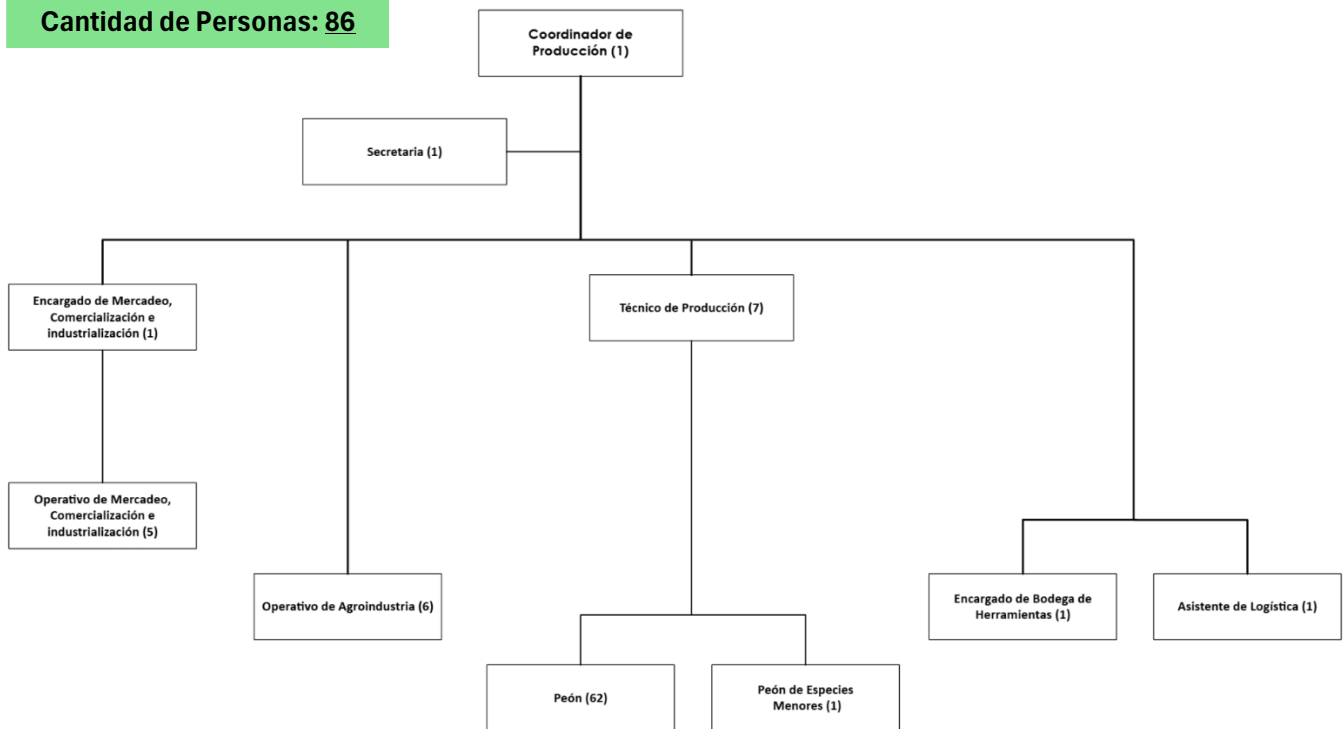 Cantidad de Personas: 86
Coordinador de
Producción (1)
Secretaria (1)
Encargado de Mercadeo,
Comercialización e
industrialización (1)
Técnico de Producción (7)
Operativo de Mercadeo,
Comercialización e
industrialización (5)
Operativo de Agroindustria (6)
Encargado de Bodega de
Herramientas (1)
Asistente de Logística (1)
Peón (62)
Peón de Especies
Menores (1)